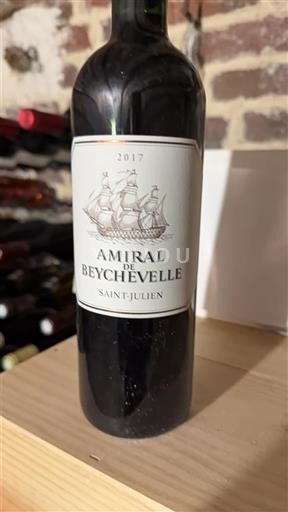 2017
AMIRAL
DE
BEYCHEVELLE
SAINT-JULIEN